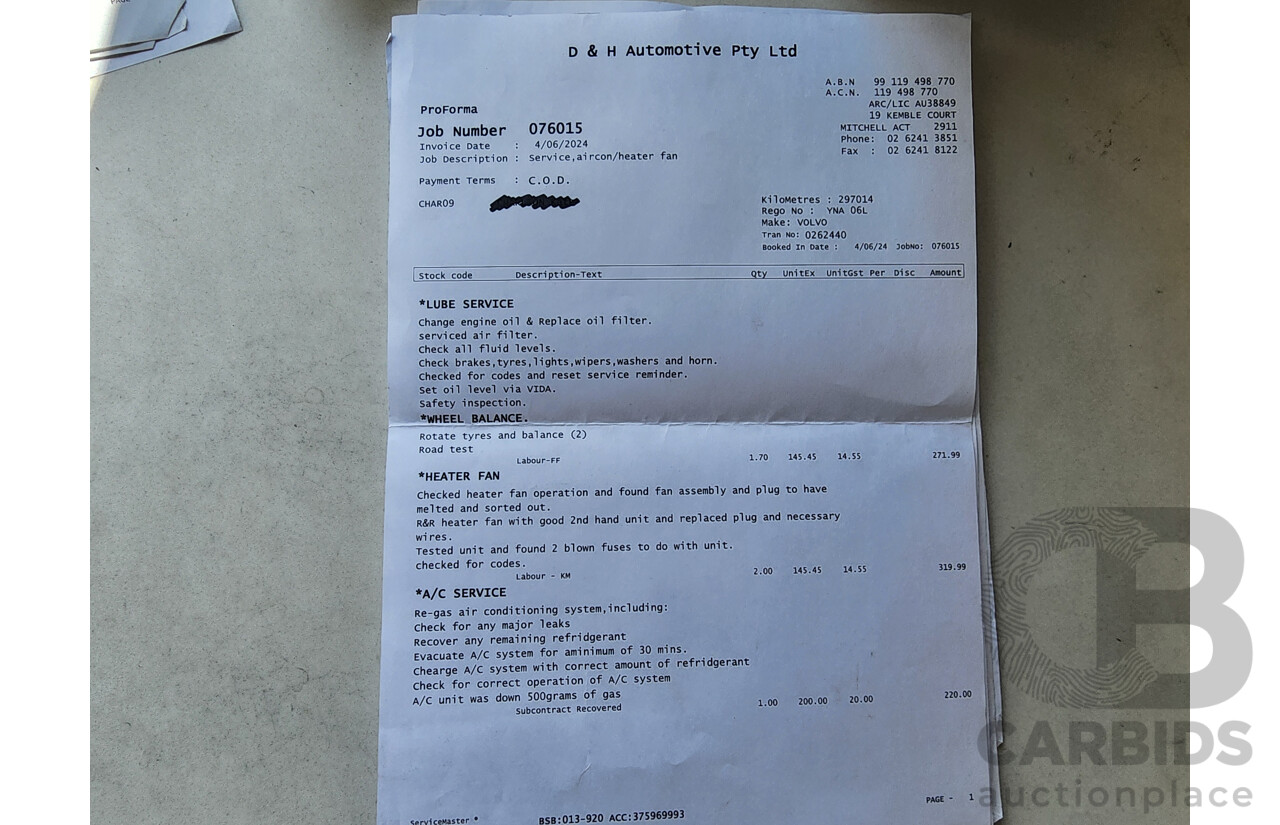 D & H Automotive Pty Ltd
A.B.N 99 119 498 770
A.C.N. 119 498 770
ARC/LIC AU38849
19 KEMBLE COURT
MITCHELL ACT 2911
Phone: 02 6241 3851
Fax : 02 6241 8122
ProForma
Job Number 076015
Invoice Date : 4/06/2024
Job Description : Service,aircon/heater fan
Payment Terms : C.O.D.
CHAR09
KiloMetres : 297014
Rego No : YNA 06L
Make: VOLVO
Tran No: 0262440
Booked In Date : 4/06/24 JobNo: 076015
Stock code Description-Text Qty UnitEx UnitGst Per Disc Amount
*LUBE SERVICE
Change engine oil & Replace oil filter.
serviced air filter.
Check all fluid levels.
Check brakes,tyres,lights,wipers,washers and horn.
Checked for codes and reset service reminder.
Set oil level via VIDA.
Safety inspection.
*WHEEL BALANCE.
Rotate tyres and balance (2)
Road test
Labour-FF 1.70 145.45 14.55 271.99
*HEATER FAN
Checked heater fan operation and found fan assembly and plug to have
melted and sorted out.
R&R heater fan with good 2nd hand unit and replaced plug and necessary
wires.
Tested unit and found 2 blown fuses to do with unit.
checked for codes.
Labour - KM 2.00 145.45 14.55 319.99
*A/C SERVICE
Re-gas air conditioning system,including:
Check for any major leaks
Recover any remaining refridgerant
Evacuate A/C system for aminimum of 30 mins.
Chearge A/C system with correct amount of refridgerant
Check for correct operation of A/C system
A/C unit was down 500grams of gas
Subcontract Recovered 1.00 200.00 20.00 220.00
PAGE - 1
ServiceMaster * BSB:013-920 ACC:375969993
CARBIDS
auctionplace